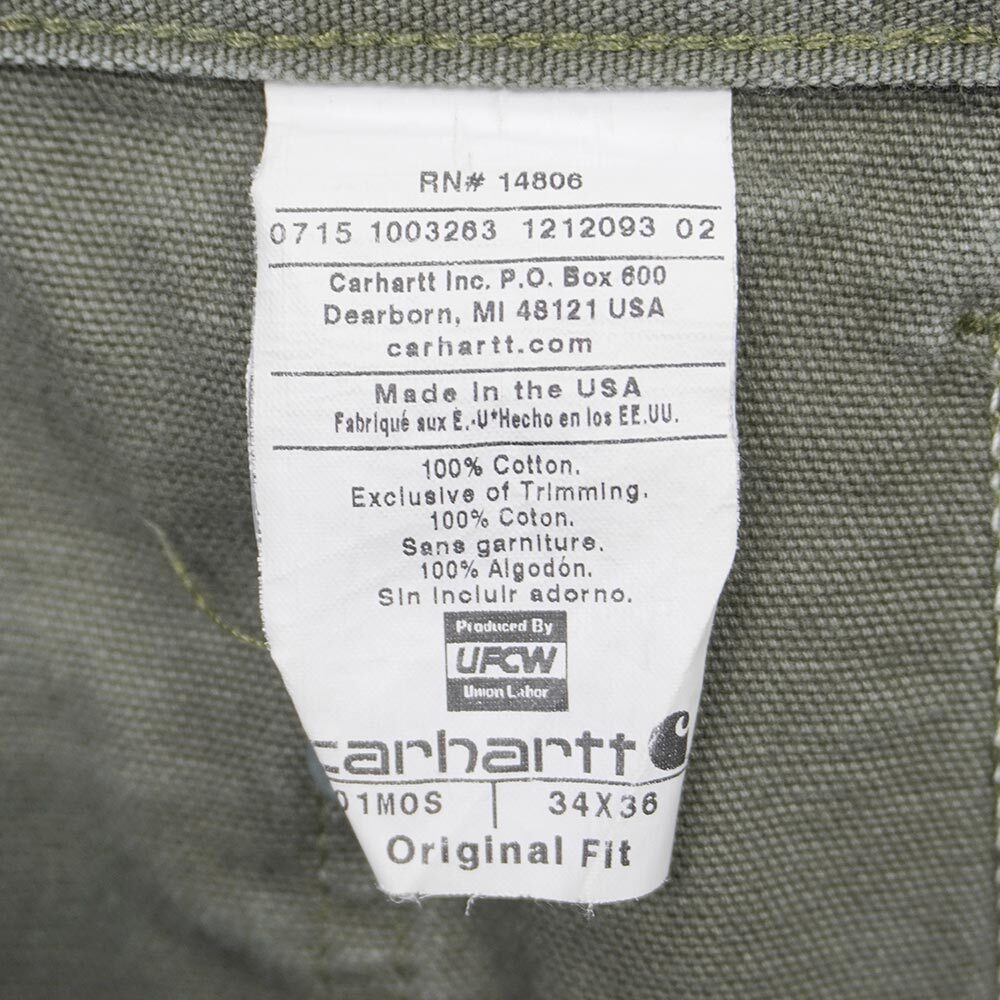 RN# 14806
0715 1003263 1212093 02
Carhartt Inc. P.O. Box 600
Dearborn, MI 48121 USA
carhartt.com
Made in the USA
Fabriqué aux É.-U*Hecho en los EE.UU.
100% Cotton.
Exclusive of Trimming.
100% Coton.
Sans garniture.
100% Algodón.
Sin incluir adorno.
Produced By
UFCW
Union Labor
carhartt
01MOS 34X36
Original Fit